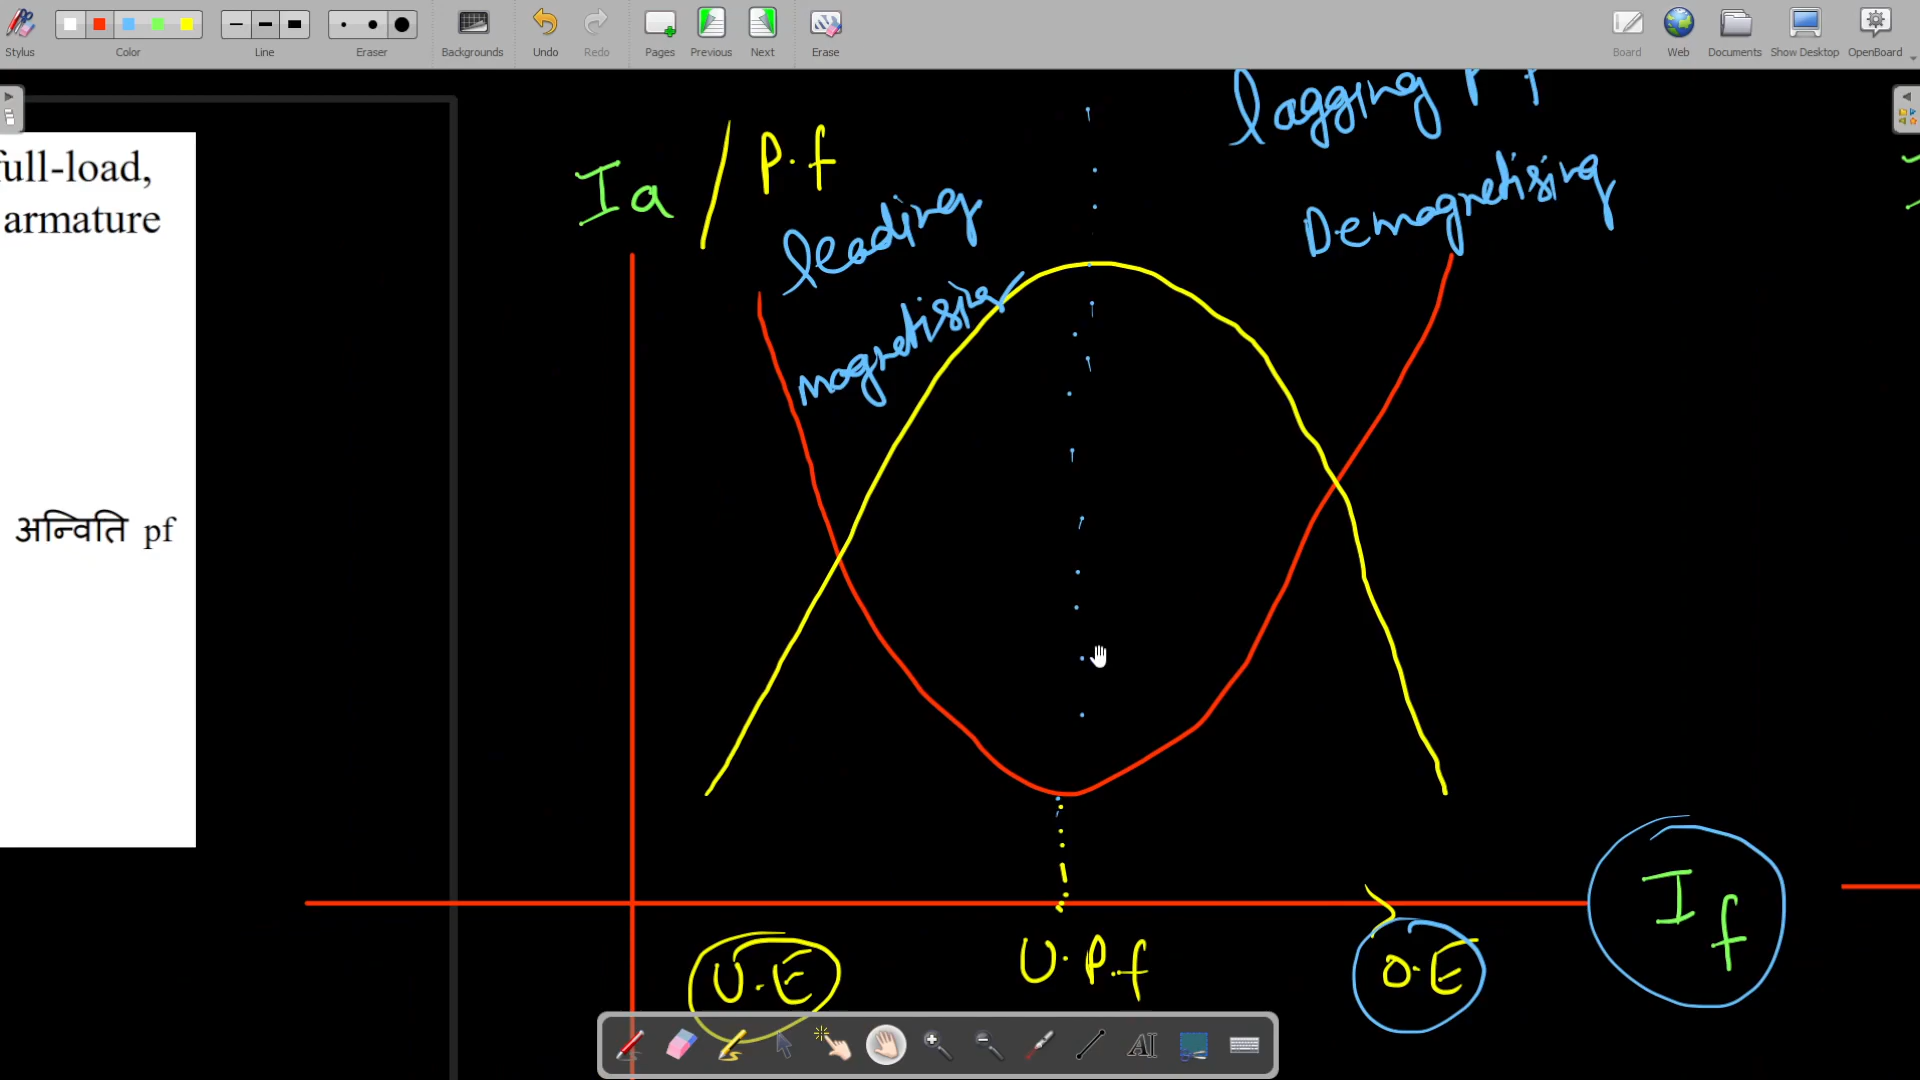 Stylus
Color
Line
Eraser
Backgrounds
Undo
Redo
Pages
Previous
Next
Erase
Board
Web
Documents
Show Desktop
OpenBoard
full-load,
armature
अन्विति pf
Ia / P.f
lagging P.f
Demagnetising
leading
magnetising
U.E
U.P.f
O.E
If
AI